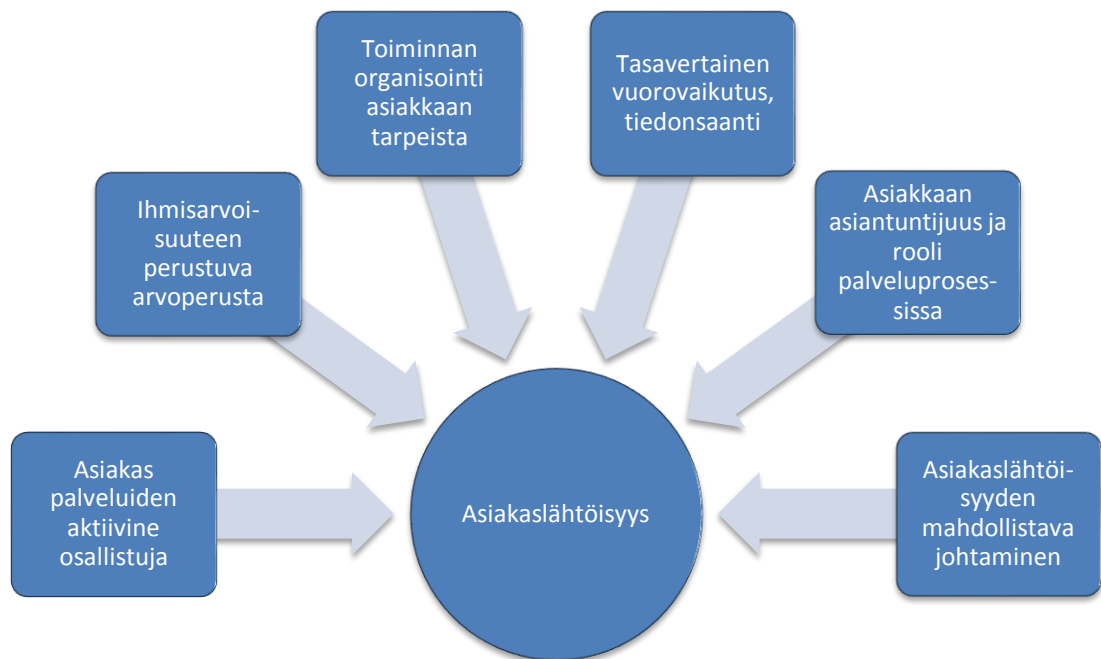 Toiminnan
organisointi
asiakkaan
tarpeista
Tasavertainen
vuorovaikutus,
tiedonsaanti
Ihmisarvoi-
suuteen
perustuva
arvoperusta
Asiakkaan
asiantuntijuus ja
rooli
palveluproses-
sissa
Asiakas
palveluiden
aktiivine
osallistuja
Asiakaslähtöisyys
Asiakaslähtöi-
syyden
mahdollistava
johtaminen